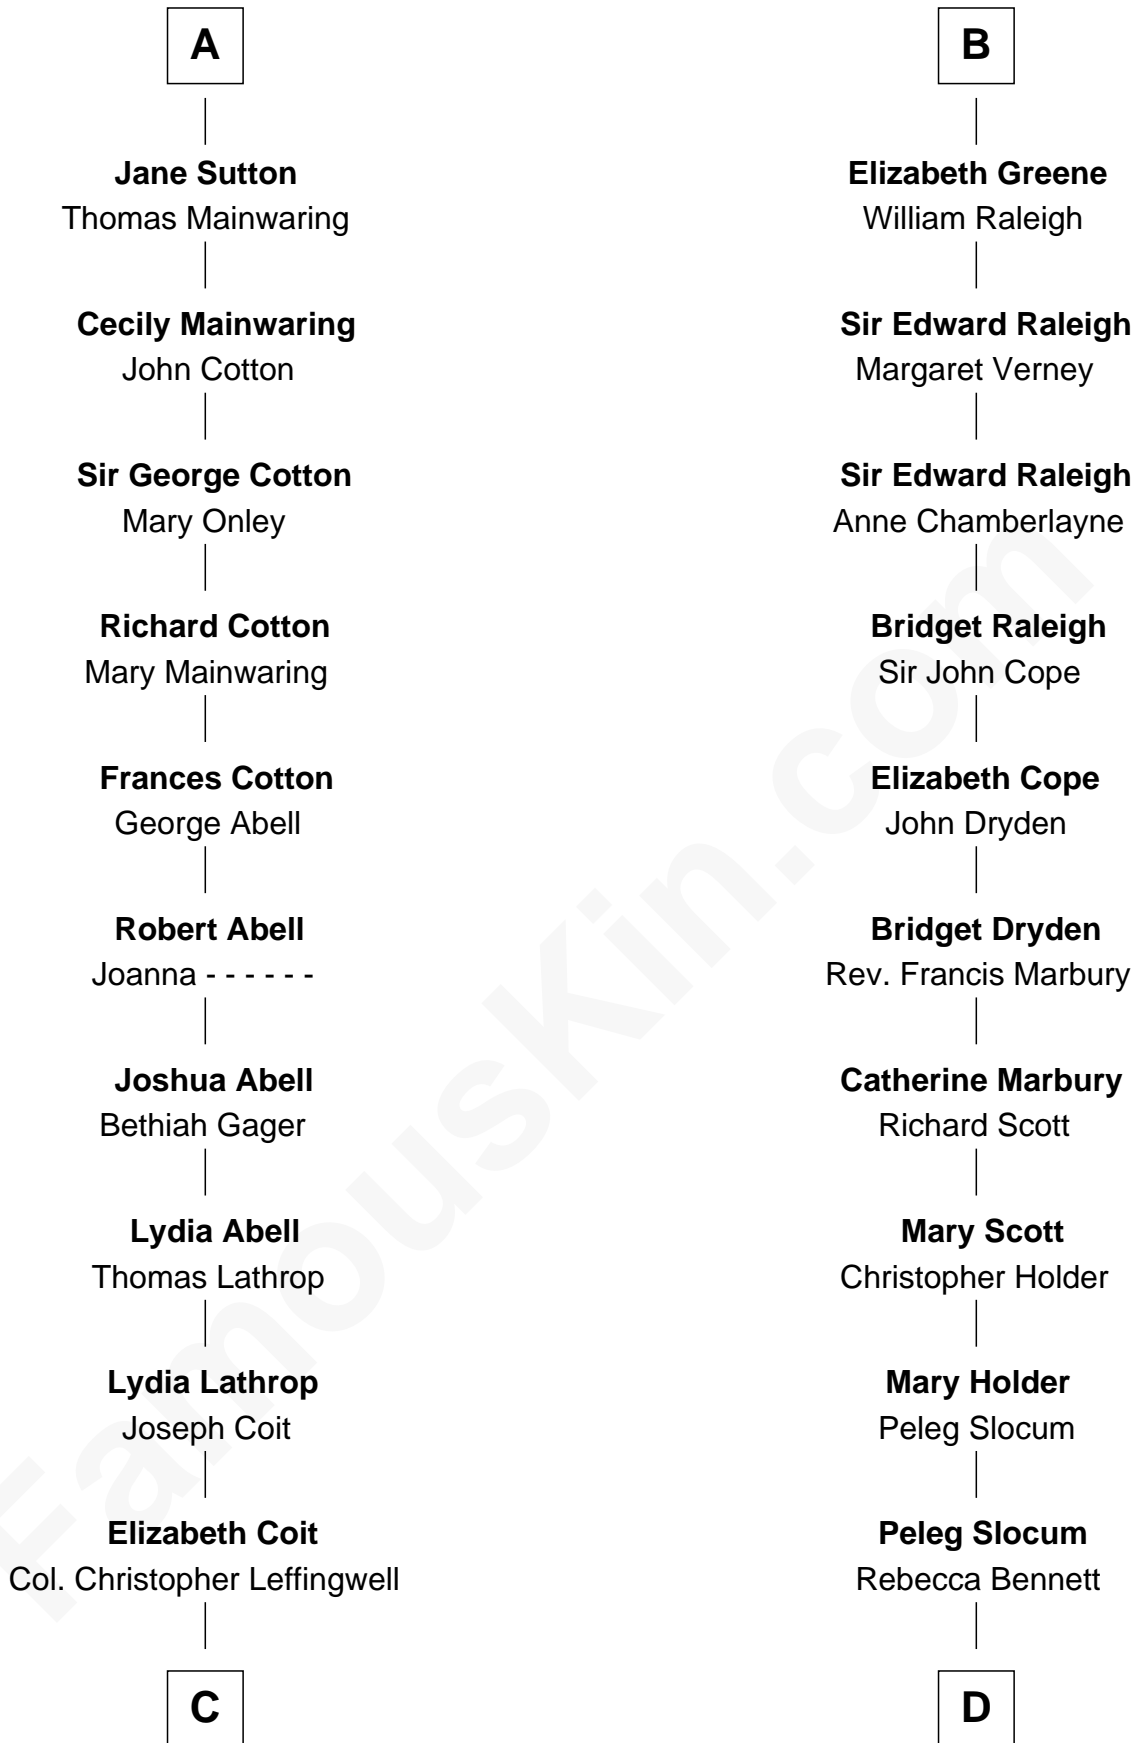 A
Jane Sutton
Thomas Mainwaring
Cecily Mainwaring
John Cotton
Sir George Cotton
Mary Onley
Richard Cotton
Mary Mainwaring
Frances Cotton
George Abell
Robert Abell
Joanna - - - - - -
Joshua Abell
Bethiah Gager
Lydia Abell
Thomas Lathrop
Lydia Lathrop
Joseph Coit
Elizabeth Coit
Col. Christopher Leffingwell
C
B
Elizabeth Greene
William Raleigh
Sir Edward Raleigh
Margaret Verney
Sir Edward Raleigh
Anne Chamberlayne
Bridget Raleigh
Sir John Cope
Elizabeth Cope
John Dryden
Bridget Dryden
Rev. Francis Marbury
Catherine Marbury
Richard Scott
Mary Scott
Christopher Holder
Mary Holder
Peleg Slocum
Peleg Slocum
Rebecca Bennett
D
FamousKin.com